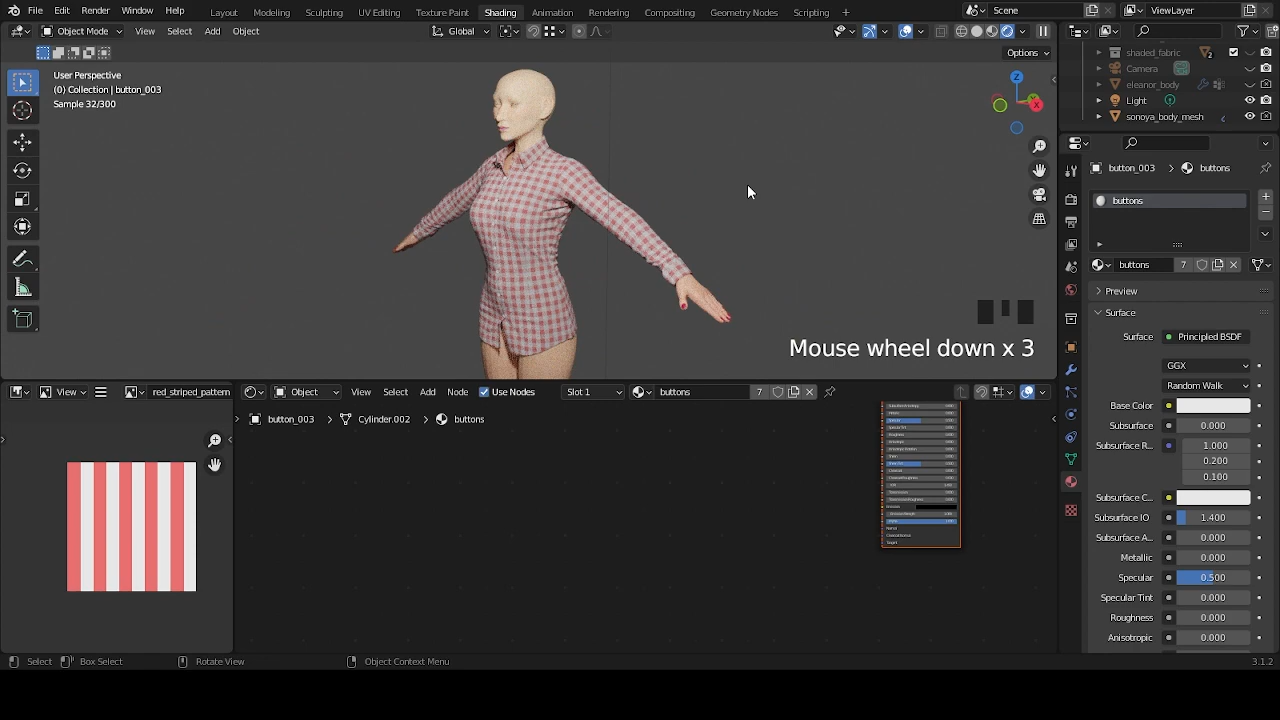 File Edit Render Window Help Layout Modeling Sculpting UV Editing Texture Paint Shading Animation Rendering Compositing Geometry Nodes Scripting + Scene ViewLayer
Object Mode View Select Add Object Global
Options
User Perspective
(0) Collection | button_003
Sample 32/300
Z
X
Mouse wheel down x 3
shaded_fabric 2
Camera
eleanor_body
Light
button_003 buttons
buttons
buttons 7
Preview
Surface
Surface Principled BSDF
GGX
Random Walk
Base Color
Subsurface 0.000
Subsurface R... 1.000
0.200
0.100
Subsurface C...
Subsurface IO 1.400
Subsurface A... 0.000
Metallic 0.000
Specular 0.500
Specular Tint 0.000
Roughness 0.000
Anisotropic 0.000
View red_striped_pattern
Object View Select Add Node Use Nodes Slot 1 buttons 7
button_003 Cylinder.002 buttons
Select Box Select Rotate View Object Context Menu 3.1.2